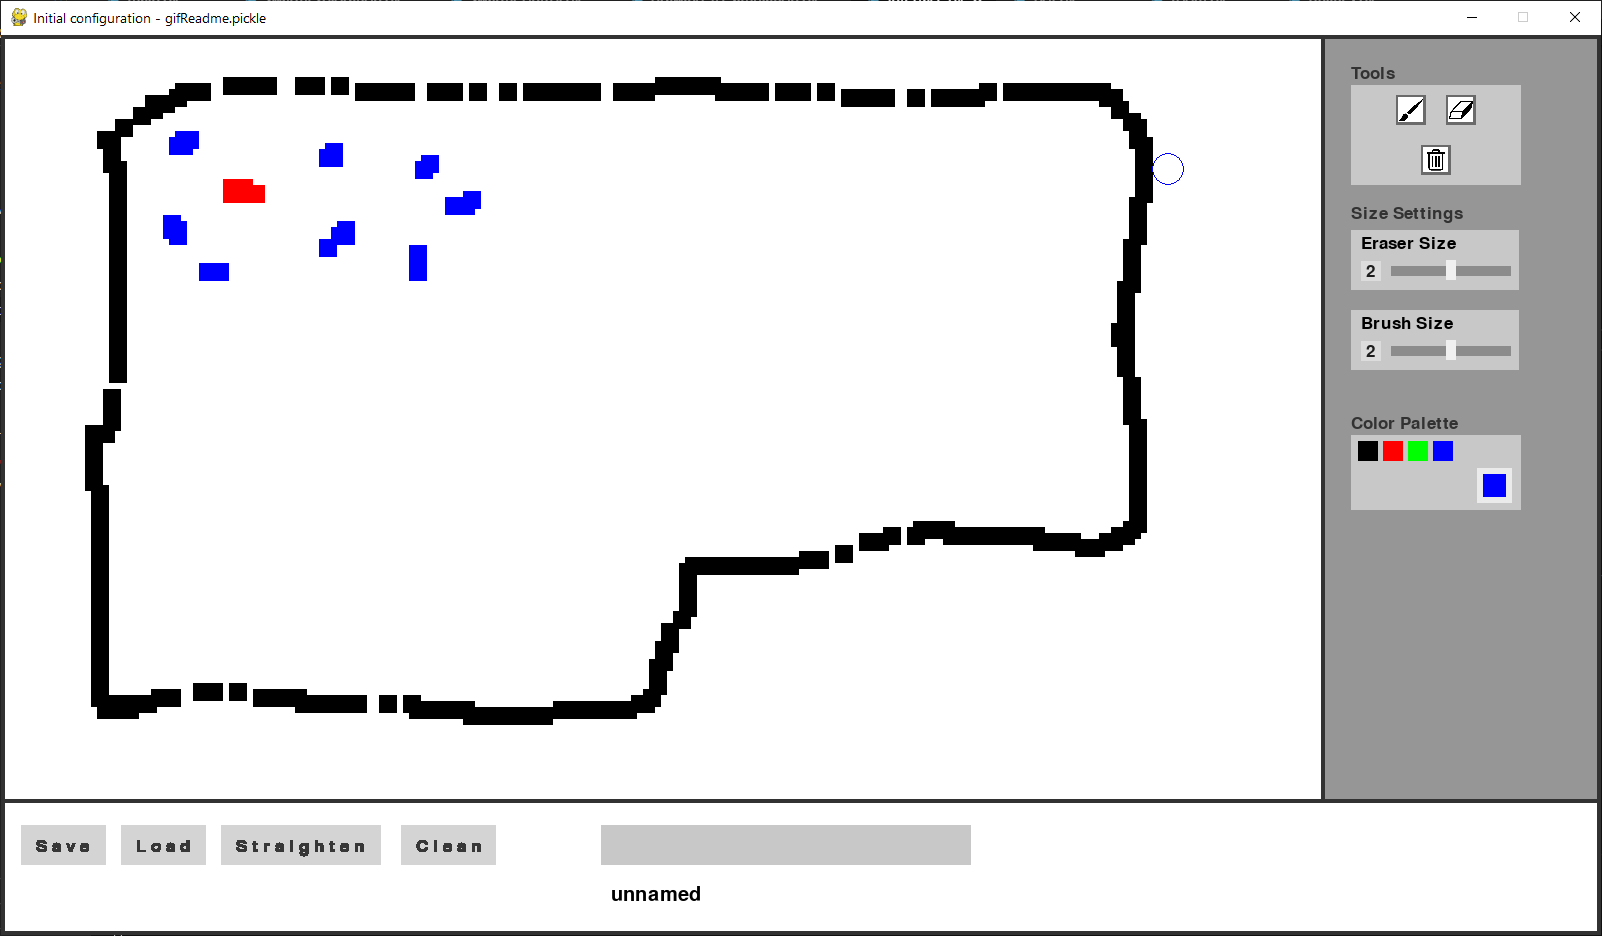 Initial configuration - gifReadme.pickle
Tools
Size Settings
Eraser Size
2
Brush Size
2
Color Palette
Save Load Straighten Clean
unnamed